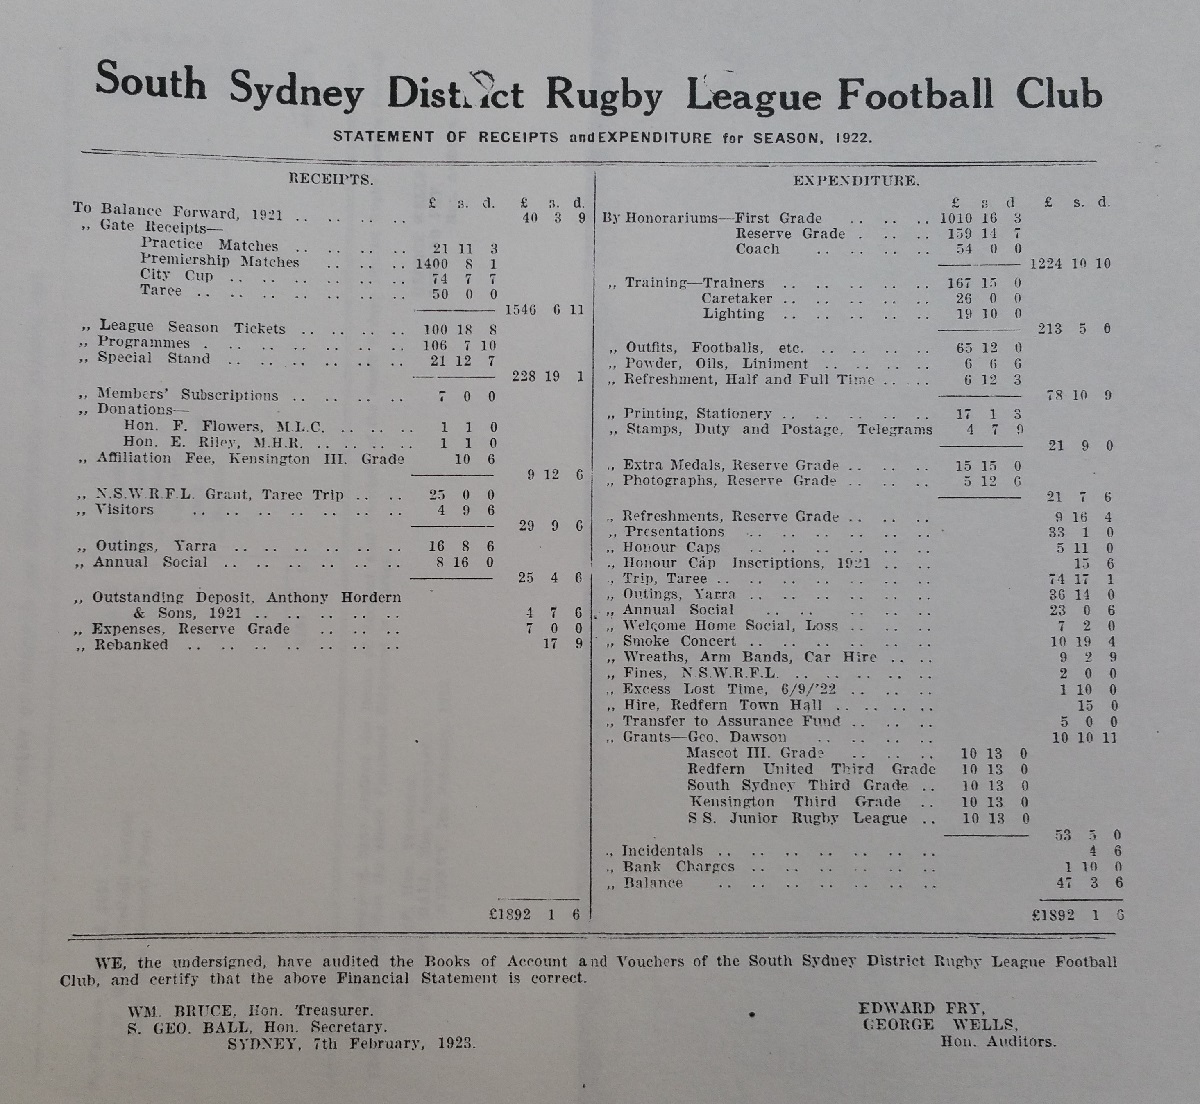 South Sydney District Rugby League Football Club
STATEMENT OF RECEIPTS and EXPENDITURE for SEASON, 1922.
RECEIPTS.
£ s. d. £ s. d.
To Balance Forward, 1921 .. .. .. .. 40 3 9
„ Gate Receipts—
Practice Matches .. .. .. .. 21 11 3
Premiership Matches .. .. .. 1400 8 1
City Cup .. .. .. .. .. .. .. 74 7 7
Taree .. .. .. .. .. .. .. .. 50 0 0
1546 6 11
„ League Season Tickets .. .. .. .. 100 18 8
„ Programmes . .. .. .. .. .. .. .. 106 7 10
„ Special Stand .. .. .. .. .. .. .. 21 12 7
228 19 1
„ Members' Subscriptions .. .. .. .. 7 0 0
„ Donations—
Hon. F. Flowers, M.L.C. .. .. .. 1 1 0
Hon. E. Riley, M.H.R. .. .. .. .. 1 1 0
„ Affiliation Fee, Kensington III. Grade 10 6
9 12 6
„ N.S.W.R.F.L. Grant, Taree Trip .. .. 25 0 0
„ Visitors .. .. .. .. .. .. .. .. 4 9 6
29 9 6
„ Outings, Yarra .. .. .. .. .. .. .. 16 8 6
„ Annual Social .. .. .. .. .. .. .. 8 16 0
25 4 6
„ Outstanding Deposit, Anthony Hordern
& Sons, 1921 .. .. .. .. .. .. 4 7 6
„ Expenses, Reserve Grade .. .. .. 7 0 0
„ Rebanked .. .. .. .. .. .. .. .. 17 9
£1892 1 6
EXPENDITURE.
£ s d £ s. d.
By Honorariums—First Grade .. .. .. 1010 16 3
Reserve Grade . .. .. 159 14 7
Coach .. .. .. .. 54 0 0
1224 10 10
„ Training—Trainers .. .. .. .. .. 167 15 0
Caretaker .. .. .. .. .. 26 0 0
Lighting .. .. .. .. .. 19 10 0
213 5 6
„ Outfits, Footballs, etc. .. .. .. .. 65 12 0
„ Powder, Oils, Liniment .. .. .. .. 6 6 6
„ Refreshment, Half and Full Time .. .. 6 12 3
78 10 9
„ Printing, Stationery .. .. .. .. .. 17 1 3
„ Stamps, Duty and Postage, Telegrams 4 7 9
21 9 0
„ Extra Medals, Reserve Grade .. .. .. 15 15 0
„ Photographs, Reserve Grade .. .. .. 5 12 6
21 7 6
„ Refreshments, Reserve Grade .. .. .. 9 16 4
„ Presentations .. .. .. .. .. .. 33 1 0
„ Honour Caps .. .. .. .. .. .. 5 11 0
„ Honour Cap Inscriptions, 1921 .. .. .. 15 6
„ Trip, Taree .. .. .. .. .. .. .. .. 74 17 1
„ Outings, Yarra .. .. .. .. .. .. .. 36 14 0
„ Annual Social .. .. .. .. .. 23 0 6
„ Welcome Home Social, Loss .. .. .. 7 2 0
„ Smoke Concert .. .. .. .. .. .. .. 10 19 4
„ Wreaths, Arm Bands, Car Hire .. .. 9 2 9
„ Fines, N.S.W.R.F.L. .. .. .. .. .. 2 0 0
„ Excess Lost Time, 6/9/'22 .. .. .. 1 10 0
„ Hire, Redfern Town Hall .. .. .. .. 15 0
„ Transfer to Assurance Fund .. .. .. 5 0 0
„ Grants—Geo. Dawson .. .. .. .. 10 10 11
Mascot III. Grade .. .. .. 10 13 0
Redfern United Third Grade 10 13 0
South Sydney Third Grade .. 10 13 0
Kensington Third Grade .. 10 13 0
S S. Junior Rugby League .. 10 13 0
53 5 0
„ Incidentals .. .. .. .. .. .. .. .. 4 6
„ Bank Charges .. .. .. .. .. .. .. 1 10 0
„ Balance .. .. .. .. .. .. .. 47 3 6
£1892 1 6
WE, the undersigned, have audited the Books of Account and Vouchers of the South Sydney District Rugby League Football
Club, and certify that the above Financial Statement is correct.
WM. BRUCE, Hon. Treasurer.
S. GEO. BALL, Hon. Secretary.
SYDNEY, 7th February, 1923.
EDWARD FRY,
GEORGE WELLS,
Hon. Auditors.